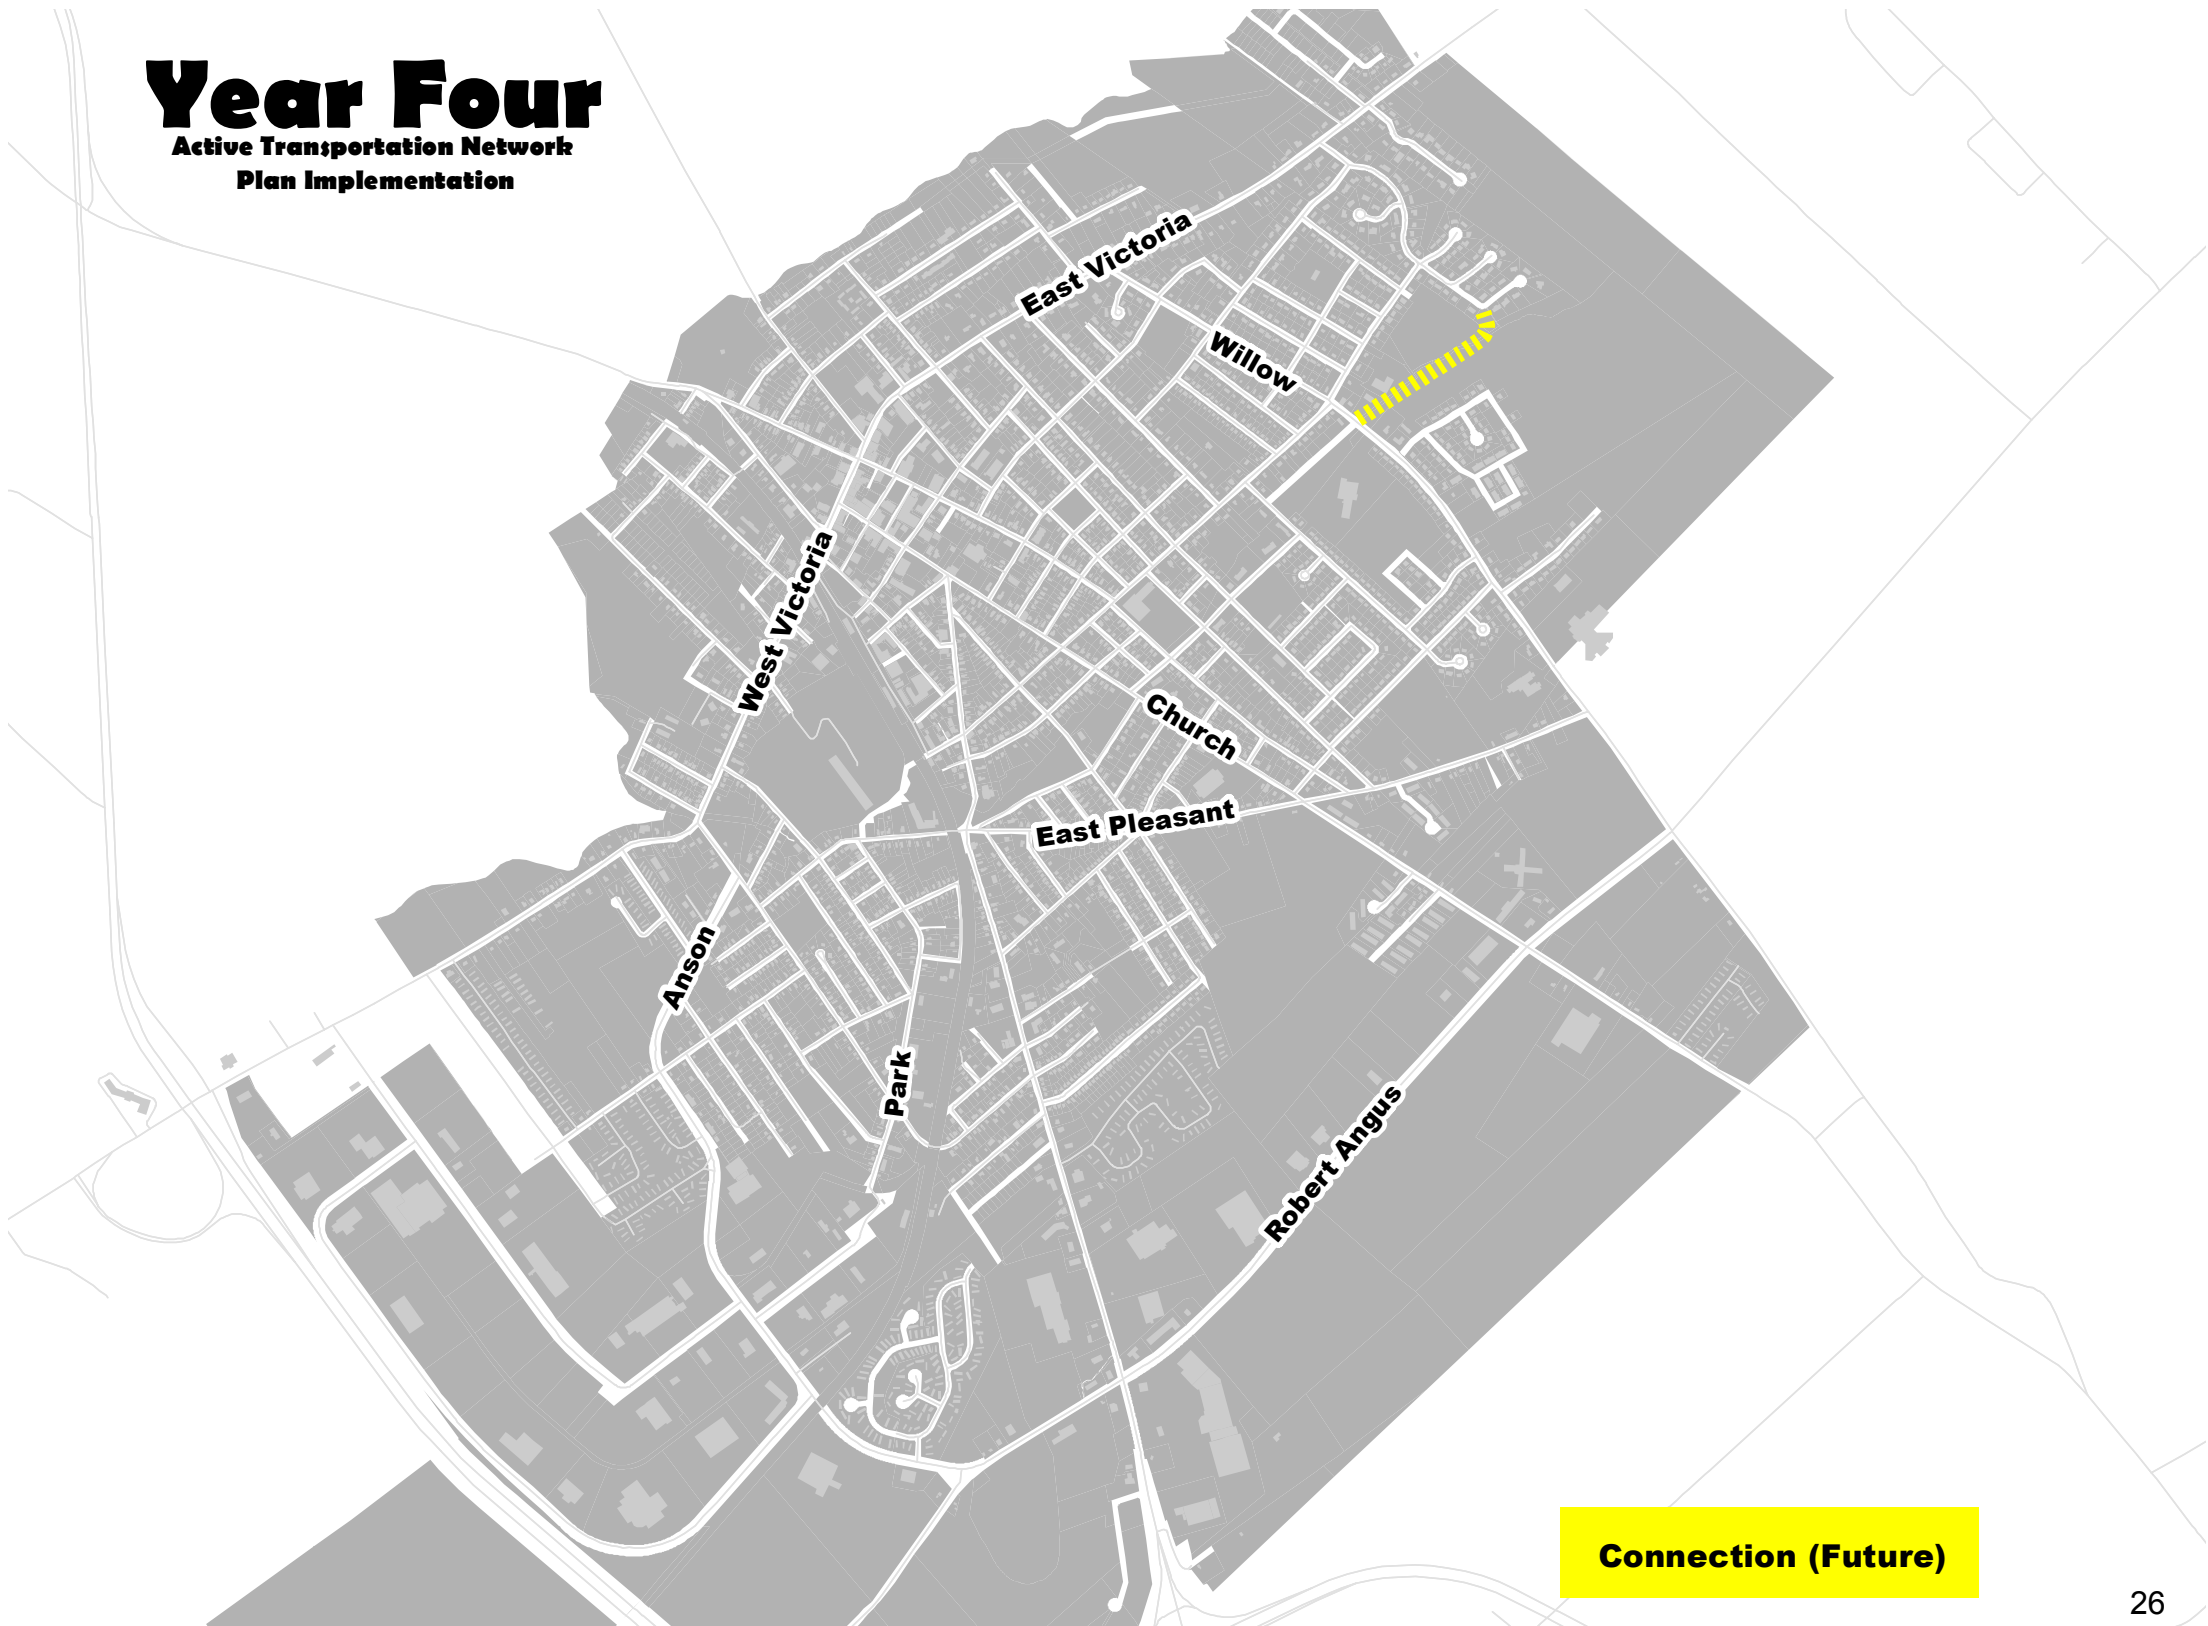 Year Four
Active Transportation Network
Plan Implementation
East Victoria
Willow
West Victoria
Church
East Pleasant
Anson
Park
Robert Angus
Connection (Future)
26